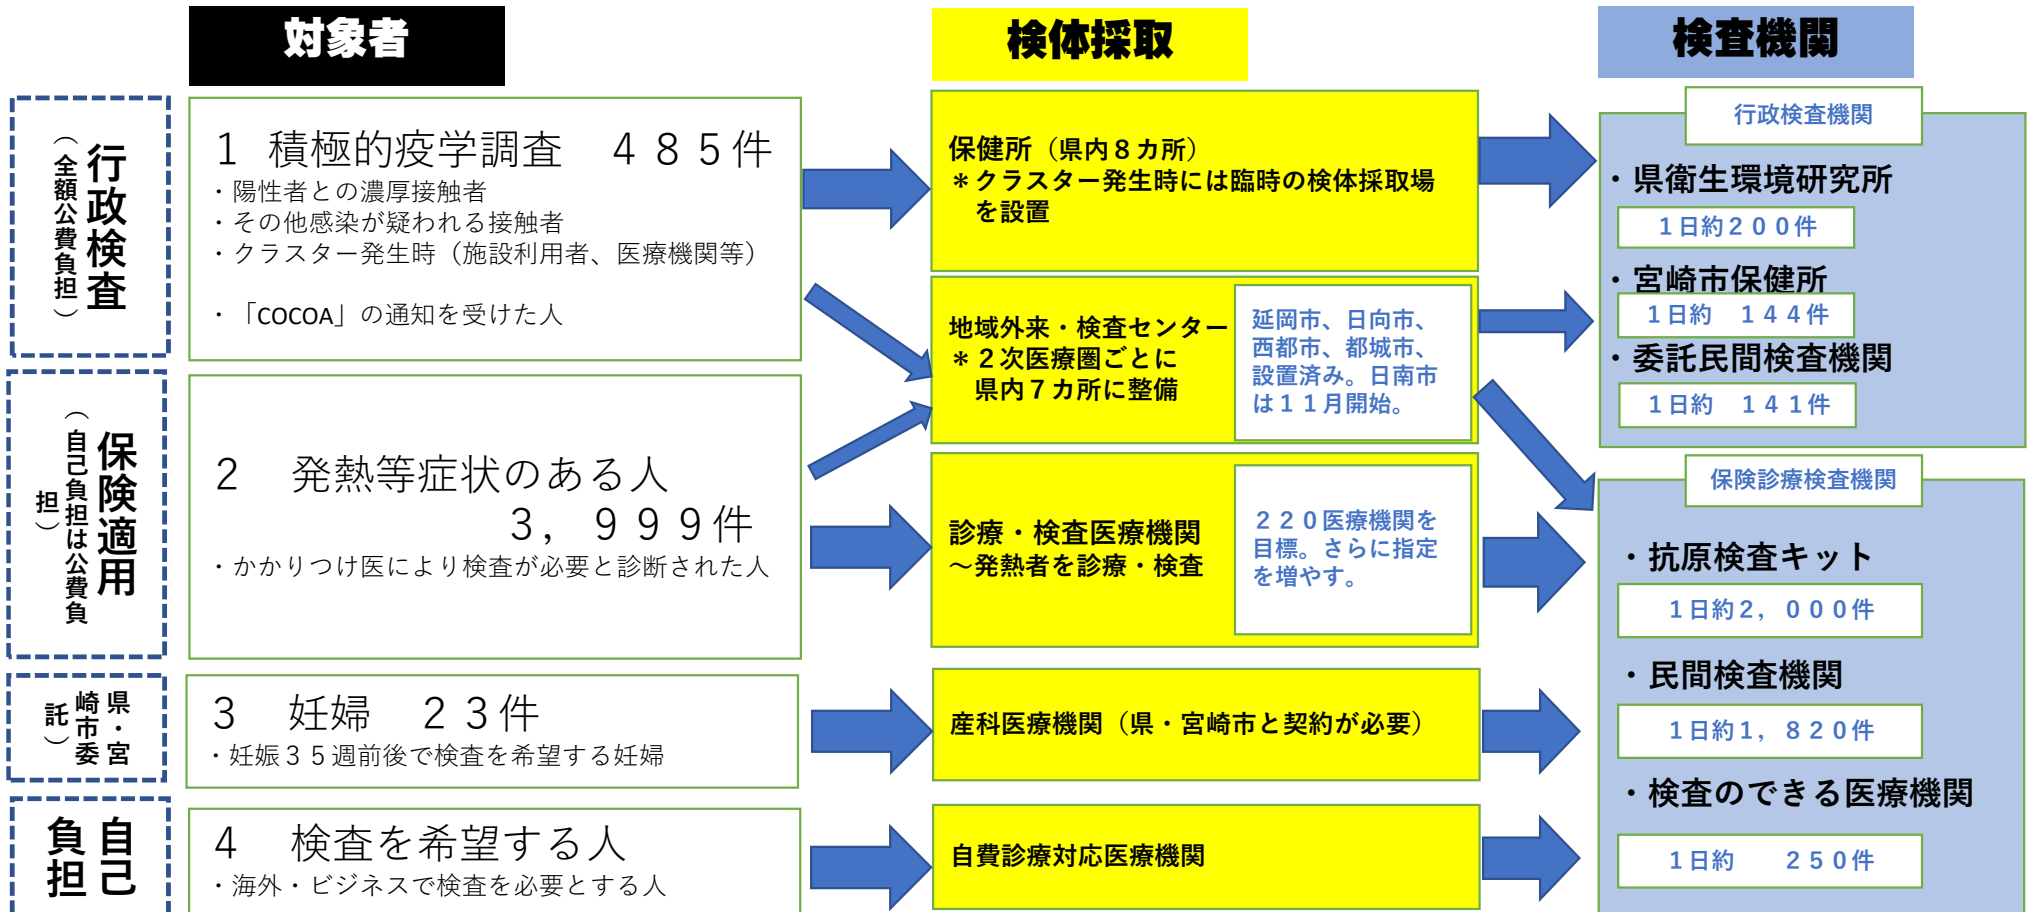 対象者
検体採取
検査機関
行政検査
（全額公費負担）
１ 積極的疫学調査　４８５件
・陽性者との濃厚接触者
・その他感染が疑われる接触者
・クラスター発生時（施設利用者、医療機関等）
・「COCOA」の通知を受けた人
保健所（県内８カ所）
＊クラスター発生時には臨時の検体採取場
を設置
行政検査機関
・県衛生環境研究所
１日約２００件
・宮崎市保健所
１日約　１４４件
・委託民間検査機関
１日約　１４１件
地域外来・検査センター
＊２次医療圏ごとに
県内７カ所に整備
延岡市、日向市、
西都市、都城市、
設置済み。日南市
は１１月開始。
保険適用
（自己負担は公費負
担）
２　発熱等症状のある人
３，９９９件
・かかりつけ医により検査が必要と診断された人
診療・検査医療機関
～発熱者を診療・検査
２２０医療機関を
目標。さらに指定
を増やす。
保険診療検査機関
・抗原検査キット
１日約２，０００件
・民間検査機関
１日約１，８２０件
・検査のできる医療機関
１日約　　２５０件
県・宮
崎市委
託）
３　妊婦　２３件
・妊娠３５週前後で検査を希望する妊婦
産科医療機関（県・宮崎市と契約が必要）
自己
負担
４　検査を希望する人
・海外・ビジネスで検査を必要とする人
自費診療対応医療機関